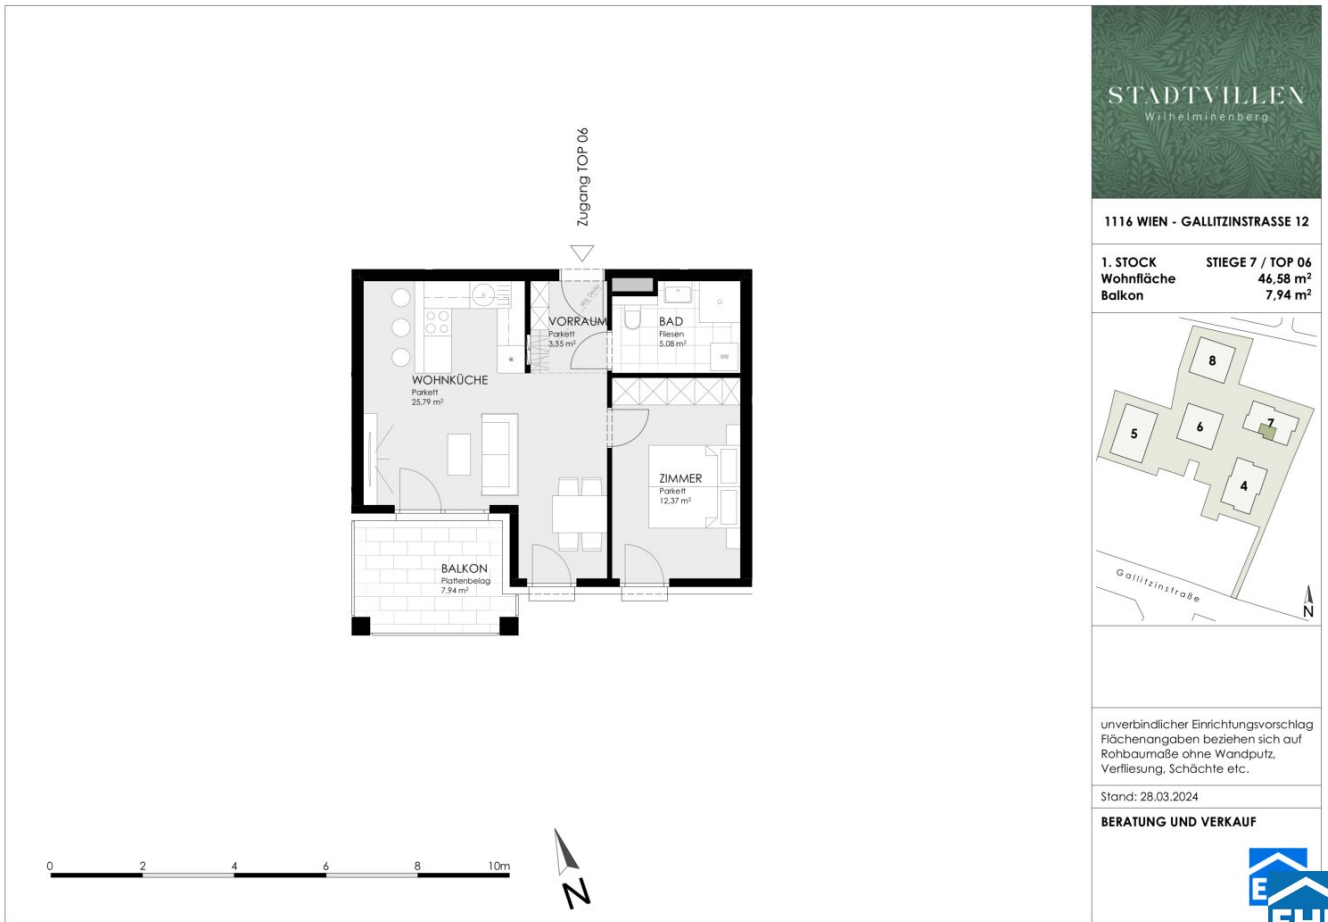 STADTVILLEN
Wilhelminenberg
1116 WIEN - GALLITZINSTRASSE 12
1. STOCK STIEGE 7 / TOP 06
Wohnfläche 46,58 m²
Balkon 7,94 m²
8
5
6
7
4
Gallitzinstraße
N
unverbindlicher Einrichtungsvorschlag
Flächenangaben beziehen sich auf
Rohbaumaße ohne Wandputz,
Verfliesung, Schächte etc.
Stand: 28.03.2024
BERATUNG UND VERKAUF
Zugang TOP 06
abg. Decke
VORRAUM
Parkett
3,35 m²
BAD
Fliesen
5,08 m²
WM
WOHNKÜCHE
Parkett
25,79 m²
ZIMMER
Parkett
12,37 m²
BALKON
Plattenbelag
7,94 m²
0 2 4 6 8 10m
N